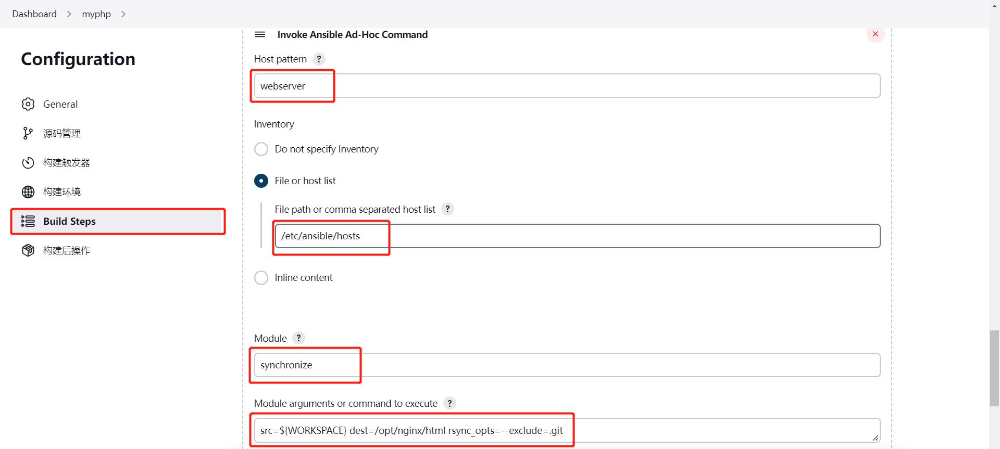 Dashboard > myphp >
Configuration
General
源码管理
构建触发器
构建环境
Build Steps
构建后操作
Invoke Ansible Ad-Hoc Command
Host pattern ?
webserver
Inventory
Do not specify Inventory
File or host list
File path or comma separated host list ?
/etc/ansible/hosts
Inline content
Module ?
synchronize
Module arguments or command to execute ?
src=${WORKSPACE} dest=/opt/nginx/html rsync_opts=--exclude=.git